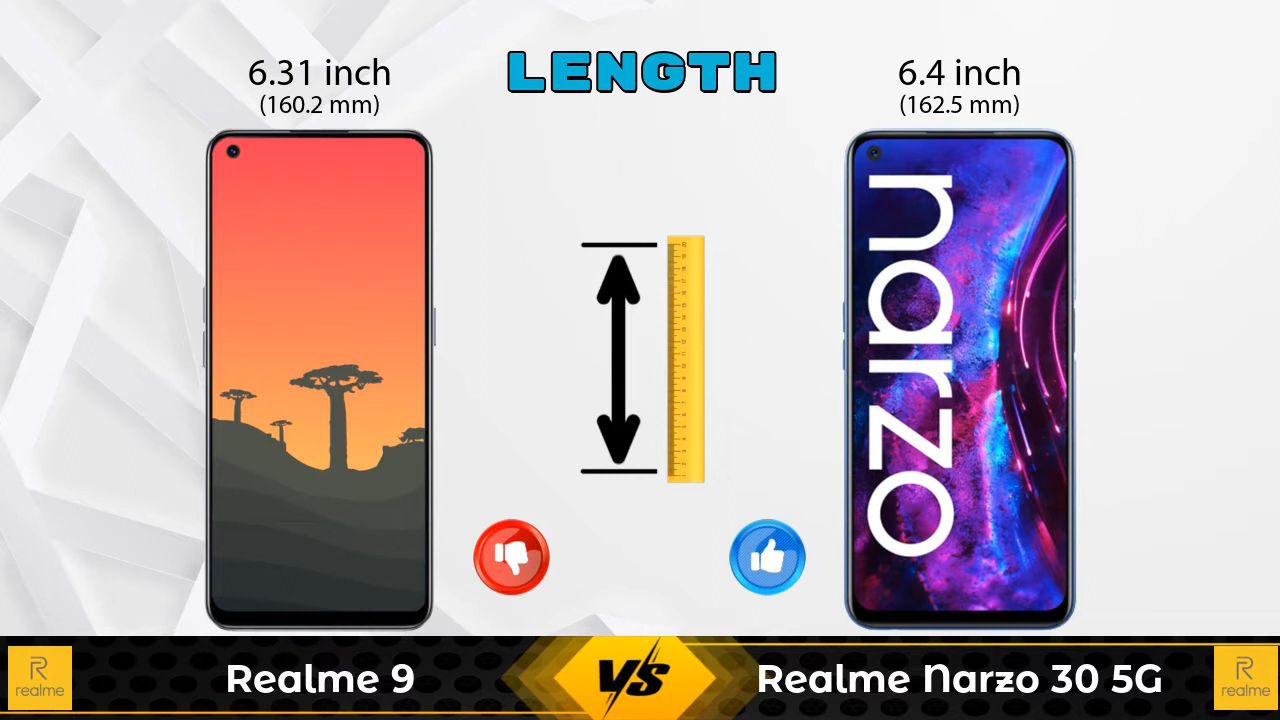 LENGTH
6.31 inch
(160.2 mm)
6.4 inch
(162.5 mm)
narzo
R
realme
Realme 9
VS
Realme Narzo 30 5G
R
realme